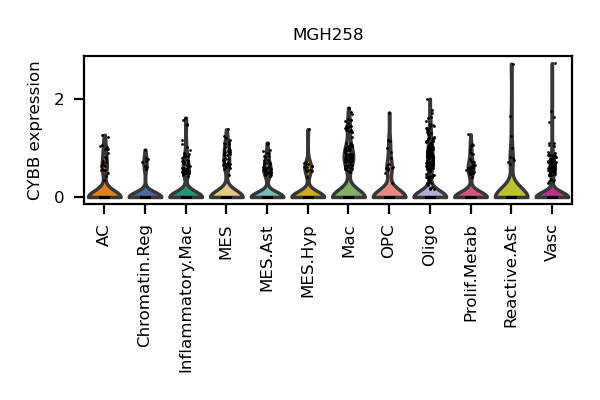 MGH258
CYBB expression
2
0
AC
Chromatin.Reg
Inflammatory.Mac
MES
MES.Ast
MES.Hyp
Mac
OPC
Oligo
Prolif.Metab
Reactive.Ast
Vasc